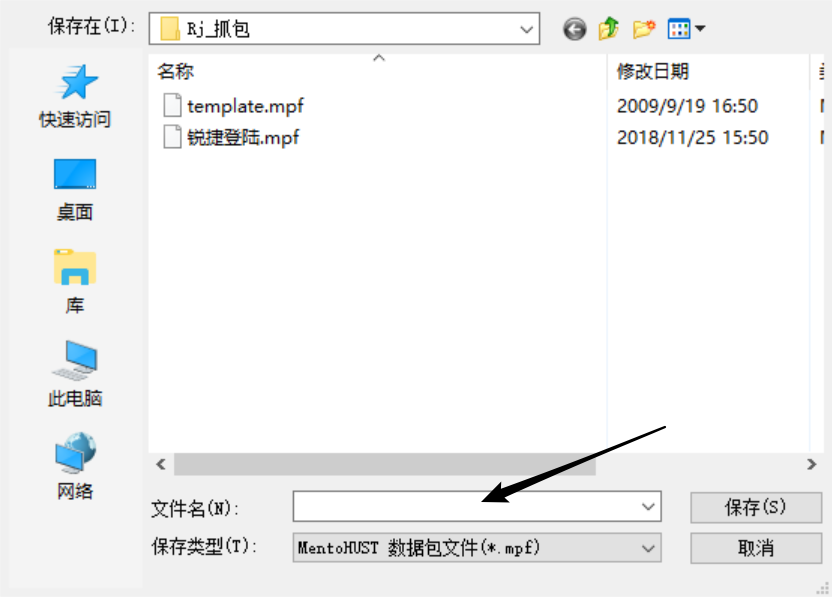 保存在(I):
Rj_抓包
名称
修改日期
template.mpf
2009/9/19 16:50
锐捷登陆.mpf
2018/11/25 15:50
快速访问
桌面
库
此电脑
网络
文件名(N):
保存(S)
保存类型(T):
MentoHUST 数据包文件(*.mpf)
取消